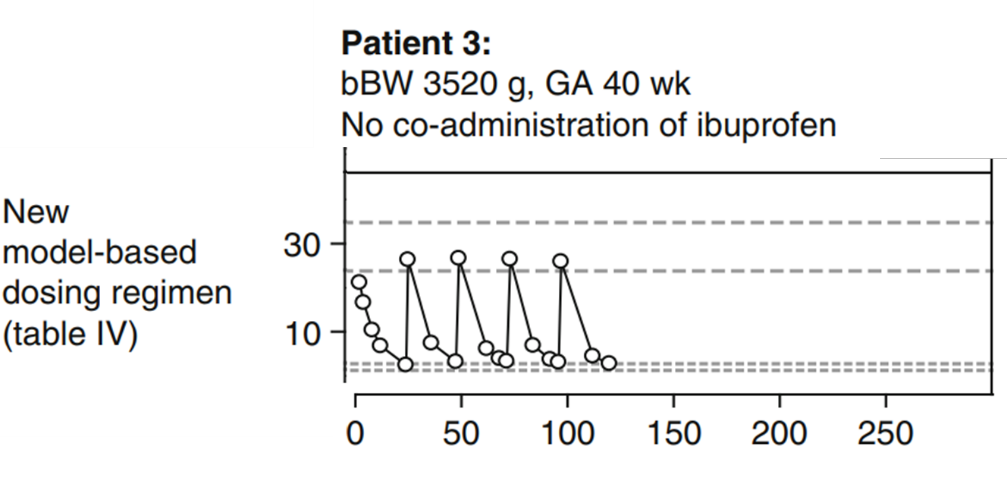 Patient 3:
bBW 3520 g, GA 40 wk
No co-administration of ibuprofen
New
model-based
dosing regimen
(table IV)
30
10
0 50 100 150 200 250